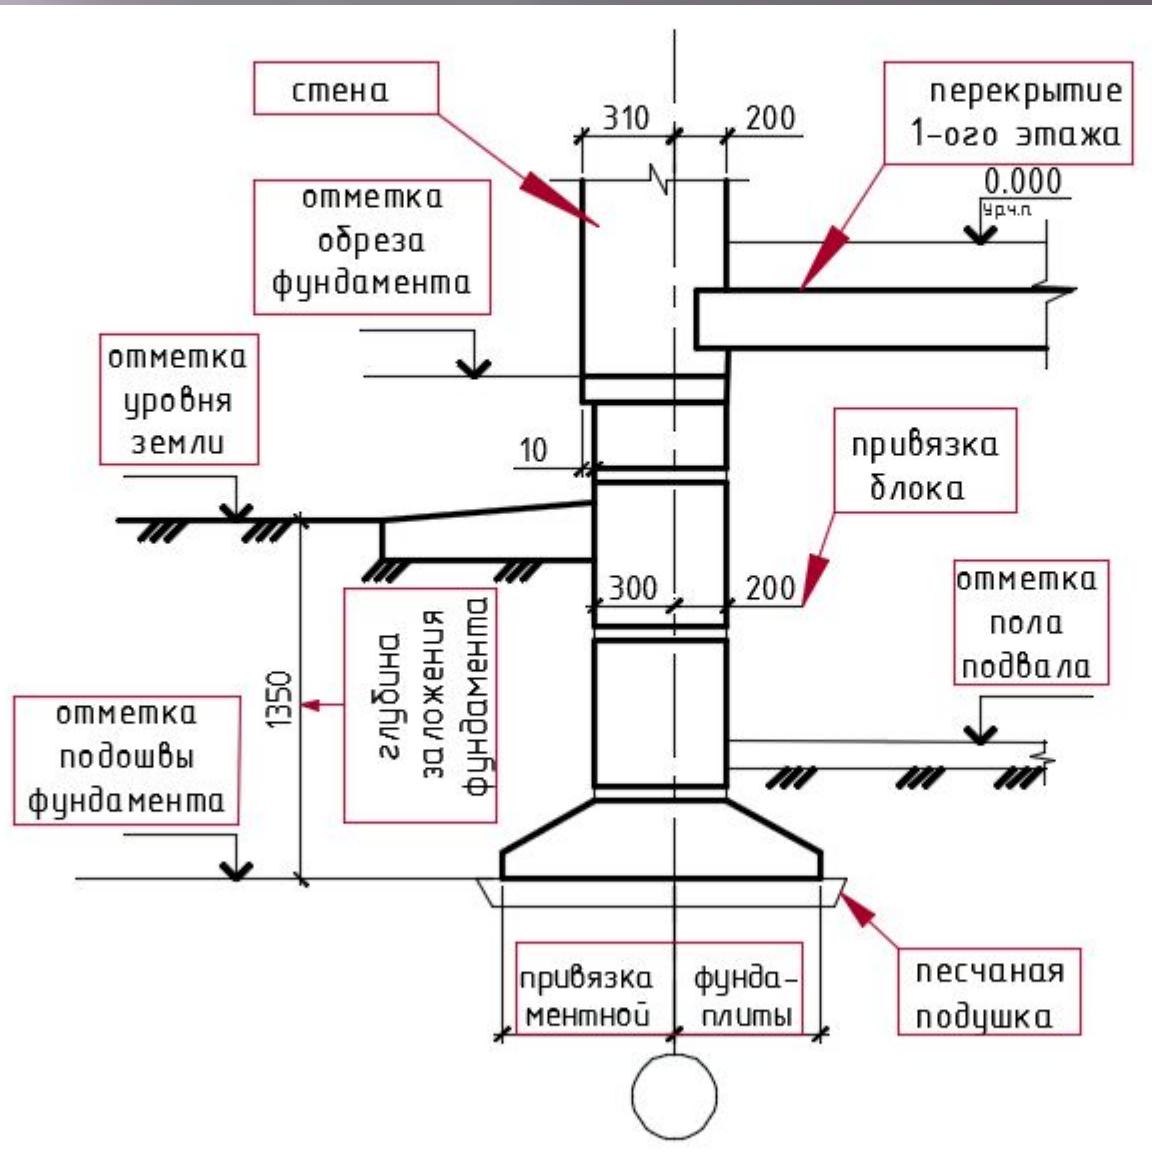 стена
310
200
перекрытие
1-ого этажа
0.000
Ур.ч.п.
отметка
обреза
фундамента
отметка
уровня
земли
10
привязка
блока
300
200
отметка
пола
подвала
глубина
заложения
фундамента
1350
отметка
подошвы
фундамента
привязка фунда-
ментной плиты
песчаная
подушка